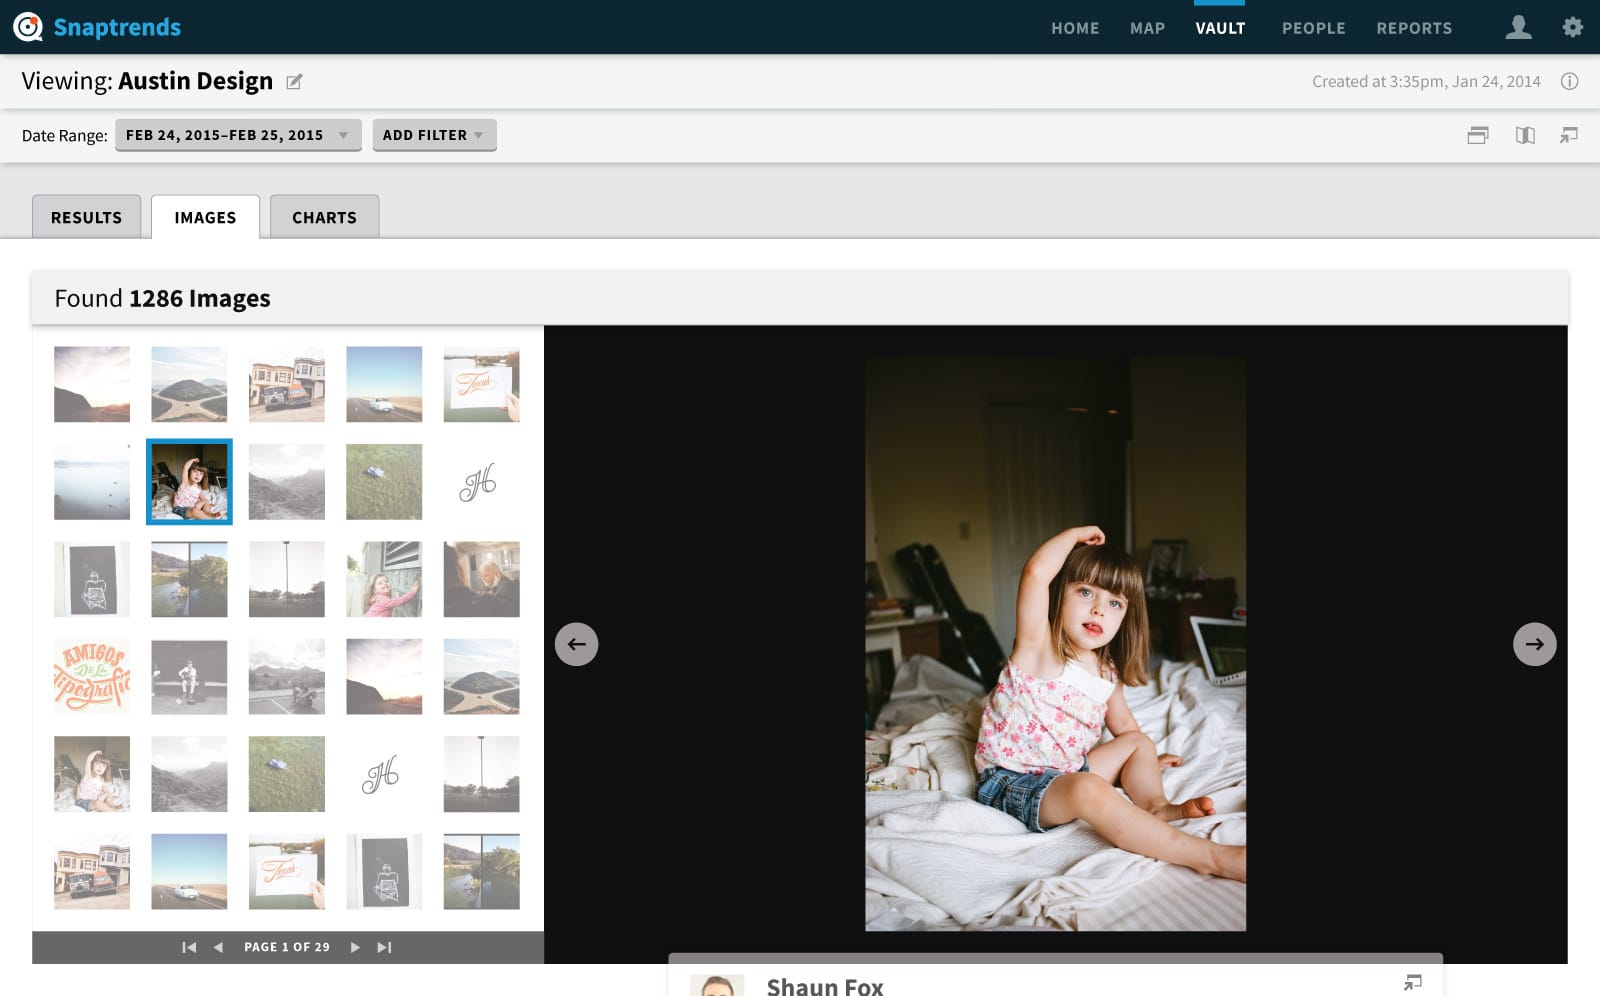 Snaptrends
HOME MAP VAULT PEOPLE REPORTS
Viewing: Austin Design
Created at 3:35pm, Jan 24, 2014
Date Range: FEB 24, 2015–FEB 25, 2015 ADD FILTER
RESULTS IMAGES CHARTS
Found 1286 Images
Focus
H
AMIGOS
DE LA
Tipografia
H
Focus
PAGE 1 OF 29
Shaun Fox